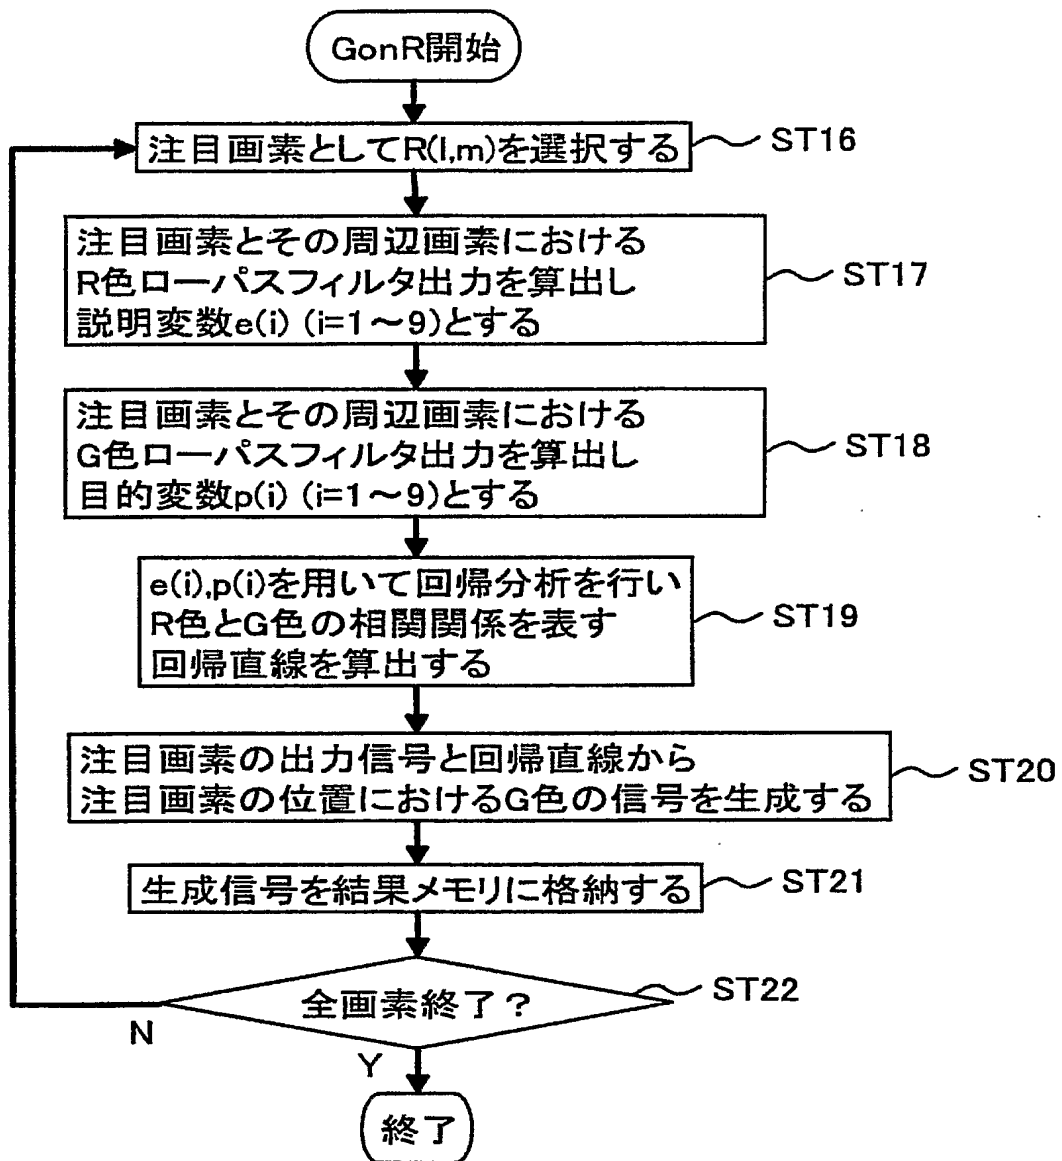 GonR開始
注目画素としてR(l,m)を選択する
ST16
注目画素とその周辺画素における
R色ローパスフィルタ出力を算出し
説明変数e(i) (i=1～9)とする
ST17
注目画素とその周辺画素における
G色ローパスフィルタ出力を算出し
目的変数p(i) (i=1～9)とする
ST18
e(i),p(i)を用いて回帰分析を行い
R色とG色の相関関係を表す
回帰直線を算出する
ST19
注目画素の出力信号と回帰直線から
注目画素の位置におけるG色の信号を生成する
ST20
生成信号を結果メモリに格納する
ST21
全画素終了？
ST22
N
Y
終了